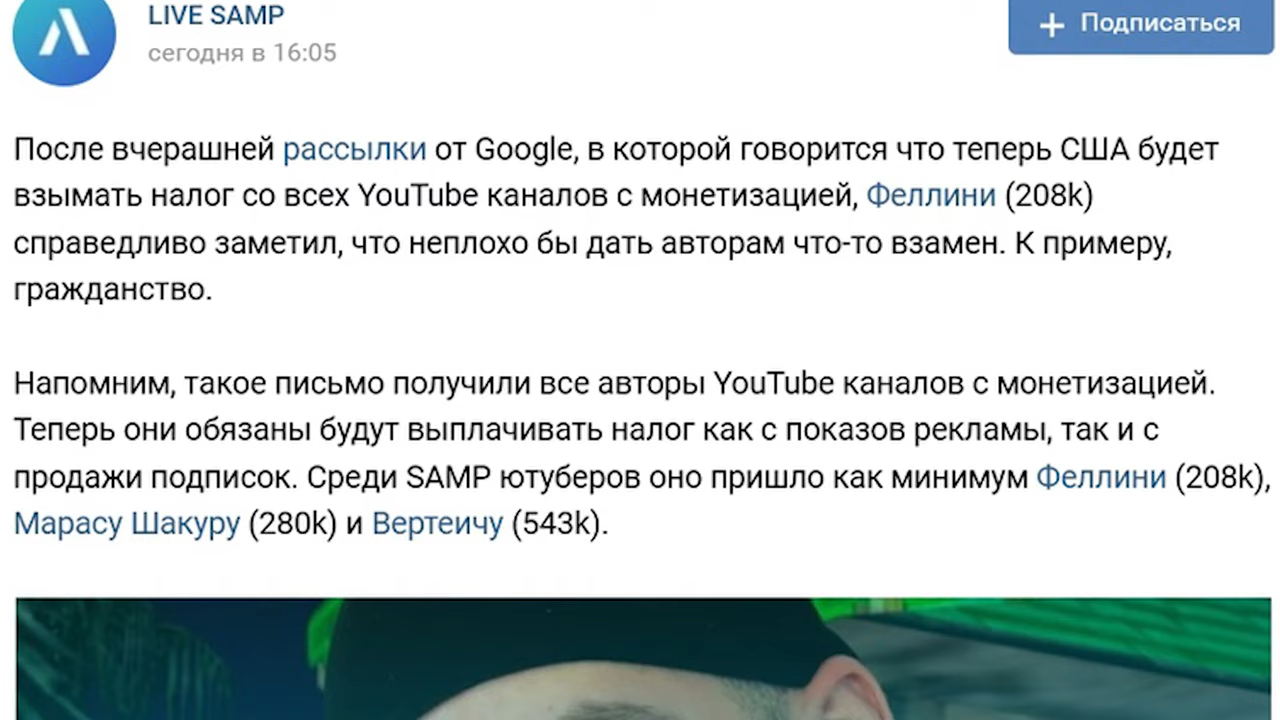 LIVE SAMP
сегодня в 16:05
+ Подписаться
После вчерашней рассылки от Google, в которой говорится что теперь США будет
взымать налог со всех YouTube каналов с монетизацией, Феллини (208k)
справедливо заметил, что неплохо бы дать авторам что-то взамен. К примеру,
гражданство.
Напомним, такое письмо получили все авторы YouTube каналов с монетизацией.
Теперь они обязаны будут выплачивать налог как с показов рекламы, так и с
продажи подписок. Среди SAMP ютуберов оно пришло как минимум Феллини (208k),
Марасу Шакуру (280k) и Вертеичу (543k).